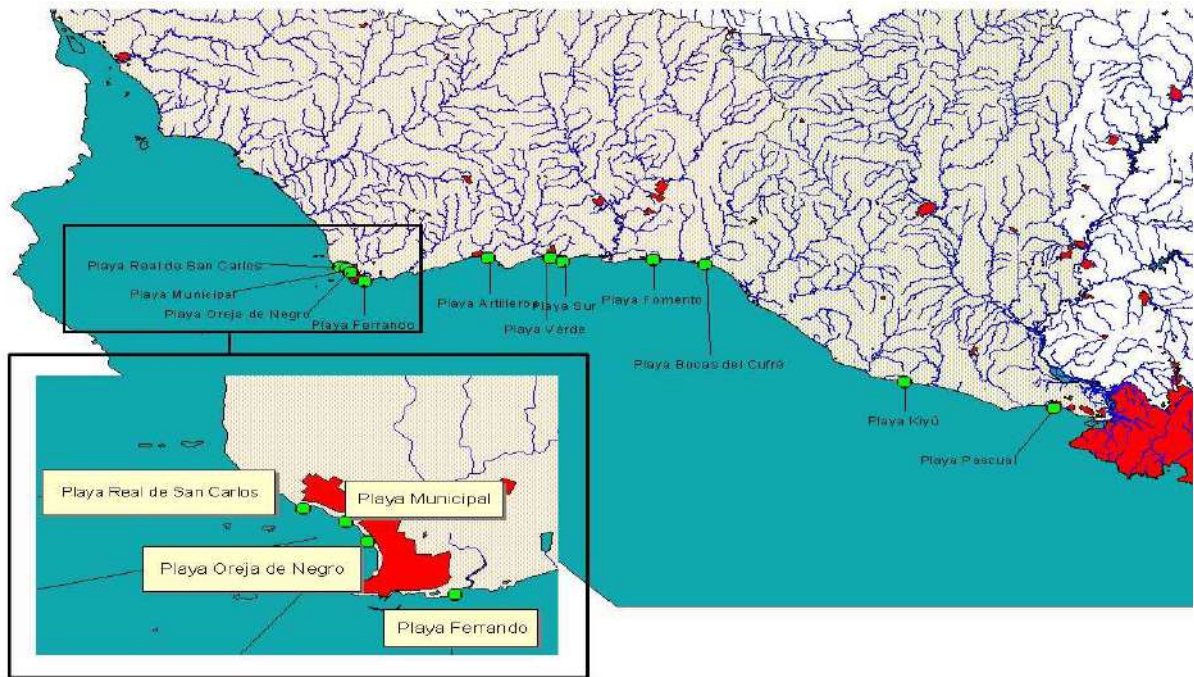 Playa Real de San Carlos
Playa Municipal
Playa Oreja de Negro
Playa Ferrando
Playa Artilleros
Playa Sur
Playa Verde
Playa Fomento
Playa Bocas del Cufré
Playa Kiyú
Playa Pascual
Playa Real de San Carlos
Playa Municipal
Playa Oreja de Negro
Playa Ferrando